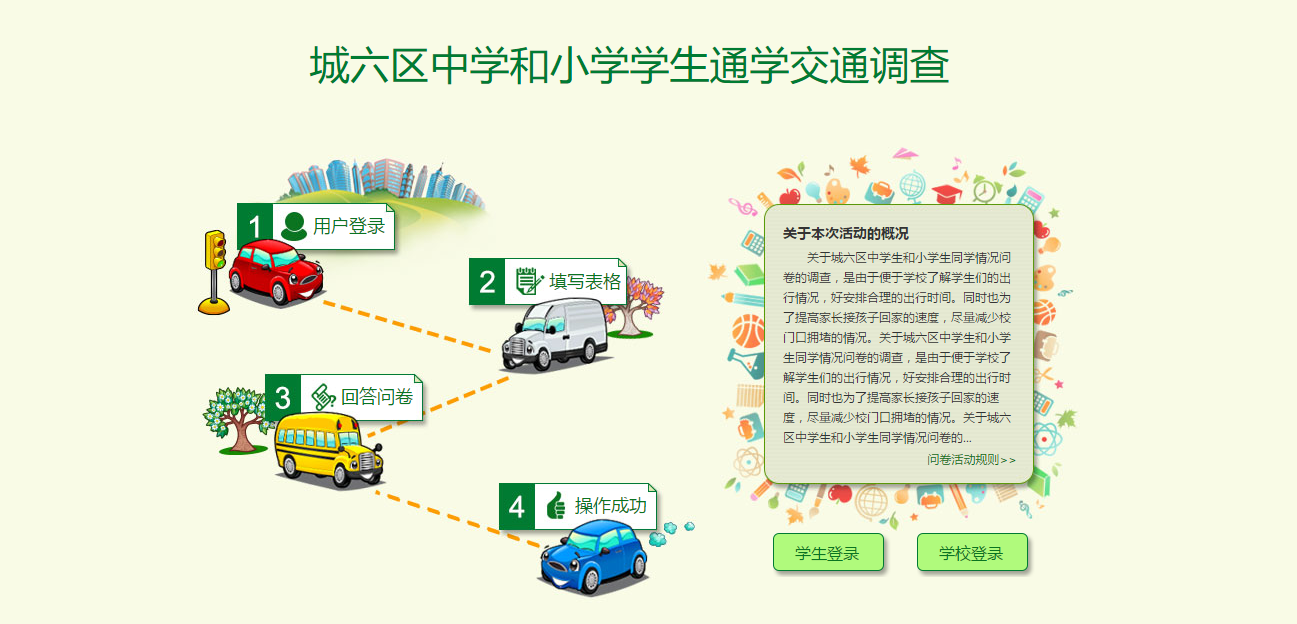 城六区中学和小学学生通学交通调查
1 用户登录
2 填写表格
3 回答问卷
4 操作成功
关于本次活动的概况
关于城六区中学生和小学生同学情况问
卷的调查，是由于便于学校了解学生们的出
行情况，好安排合理的出行时间。同时也为
了提高家长接孩子回家的速度，尽量减少校
门口拥堵的情况。关于城六区中学生和小学
生同学情况问卷的调查，是由于便于学校了
解学生们的出行情况，好安排合理的出行时
间。同时也为了提高家长接孩子回家的速
度，尽量减少校门口拥堵的情况。关于城六
区中学生和小学生同学情况问卷的...
问卷活动规则>>
学生登录
学校登录